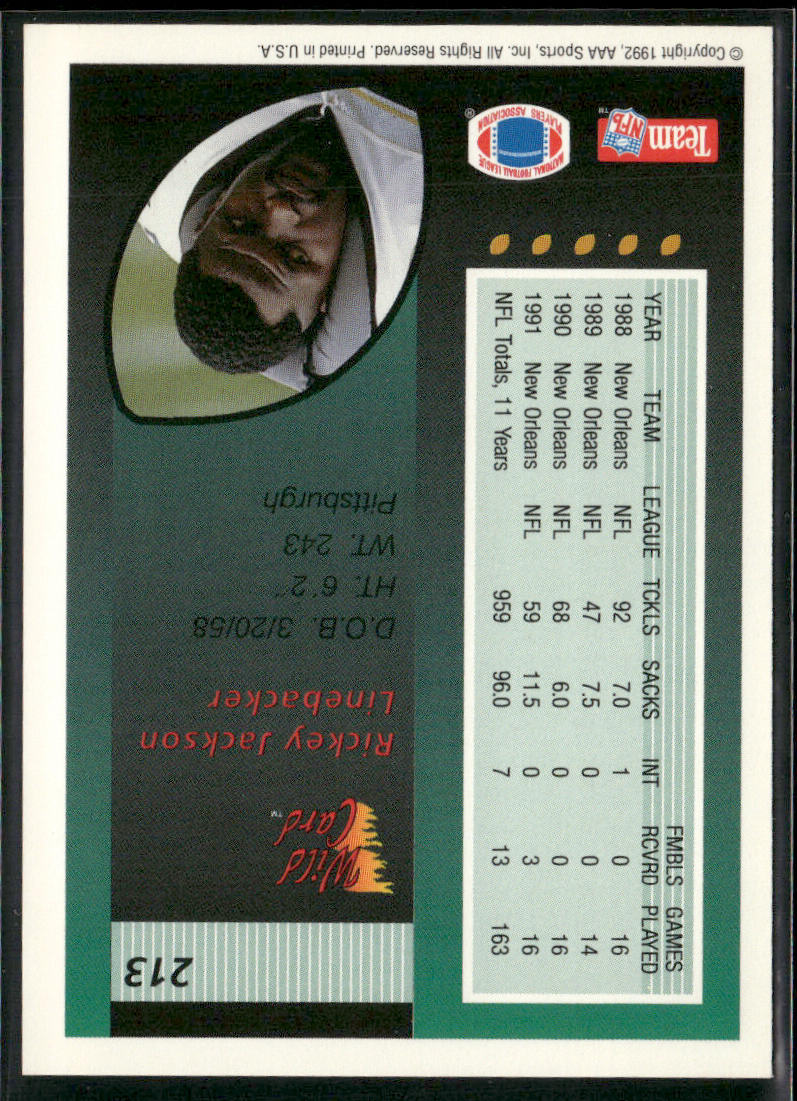 213
Wild
Card™
Rickey Jackson
Linebacker
D.O.B. 3/20/58
HT. 6´2˝
WT. 243
Pittsburgh
FMBLS GAMES
YEAR TEAM LEAGUE TCKLS SACKS INT RCVRD PLAYED
1988 New Orleans NFL 92 7.0 1 0 16
1989 New Orleans NFL 47 7.5 0 0 14
1990 New Orleans NFL 68 6.0 0 0 16
1991 New Orleans NFL 59 11.5 0 3 16
NFL Totals, 11 Years 959 96.0 7 13 163
Team NFL ™
NATIONAL FOOTBALL LEAGUE
PLAYERS ASSOCIATION ®
© Copyright 1992, AAA Sports, Inc. All Rights Reserved. Printed in U.S.A.